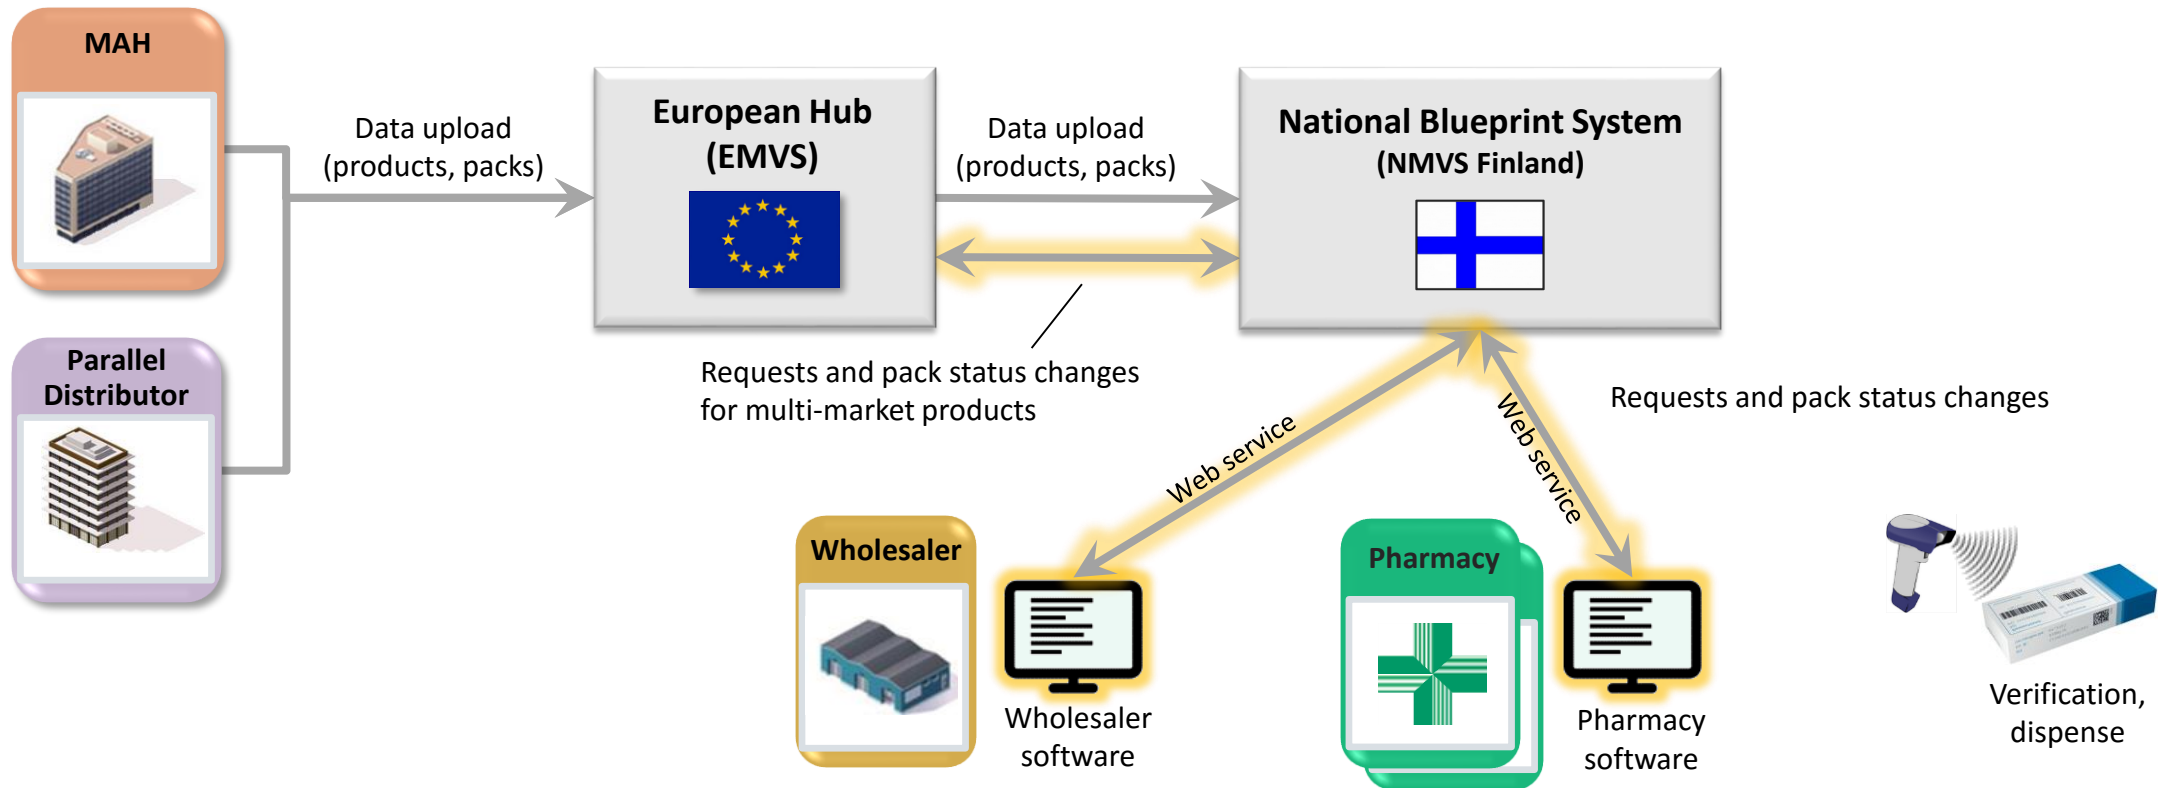 MAH
Data upload
(products, packs)
European Hub
(EMVS)
Data upload
(products, packs)
National Blueprint System
(NMVS Finland)
Parallel
Distributor
Requests and pack status changes
for multi-market products
Requests and pack status changes
Web service
Web service
Wholesaler
Wholesaler
software
Pharmacy
Pharmacy
software
Verification,
dispense